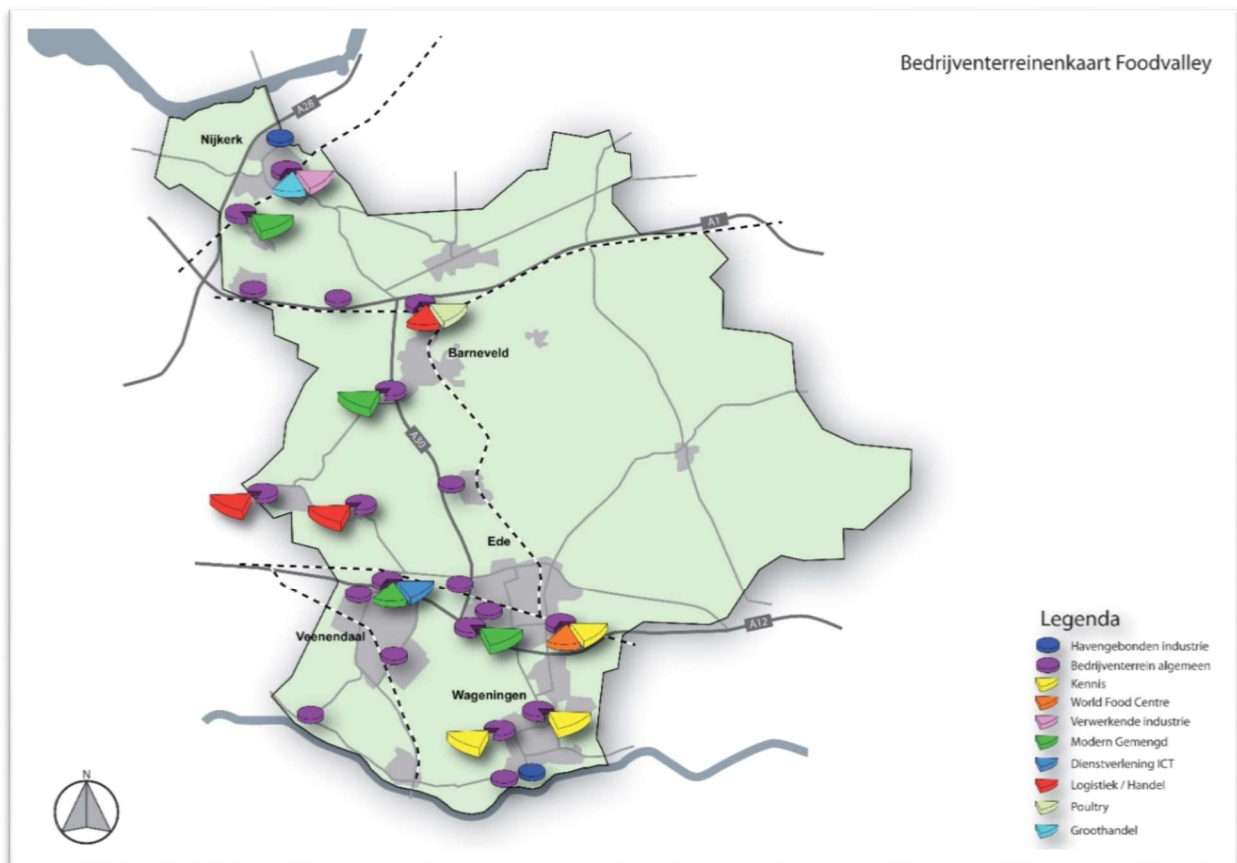 Bedrijventerreinenkaart Foodvalley
A28
Nijkerk
A1
Barneveld
A30
Ede
A12
Veenendaal
Wageningen
N
Legenda
Havengebonden industrie
Bedrijventerrein algemeen
Kennis
World Food Centre
Verwerkende industrie
Modern Gemengd
Dienstverlening ICT
Logistiek / Handel
Poultry
Groothandel